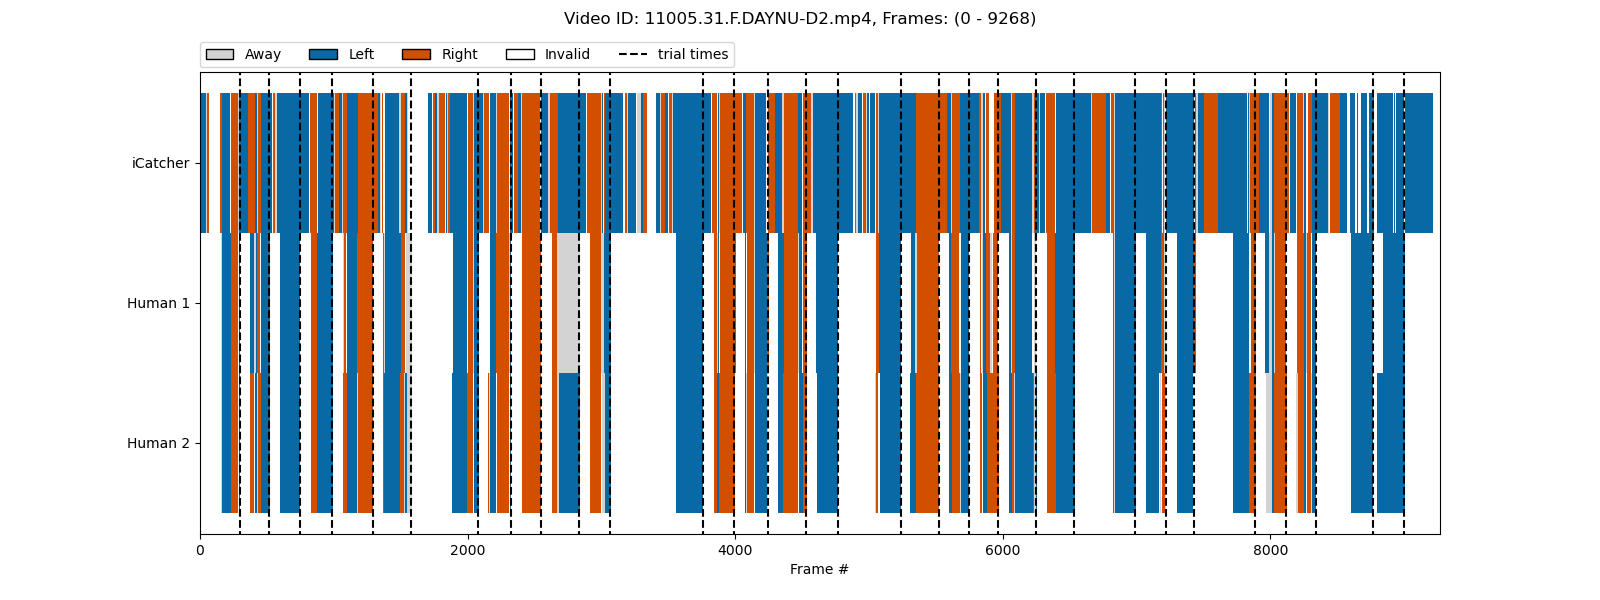 Video ID: 11005.31.F.DAYNU-D2.mp4, Frames: (0 - 9268)
Away Left Right Invalid trial times
iCatcher
Human 1
Human 2
0 2000 4000 6000 8000
Frame #